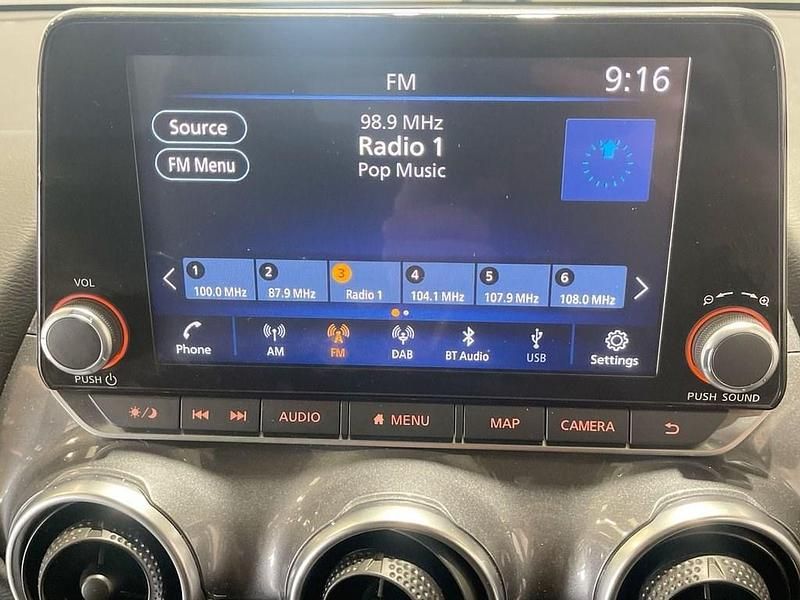 FM
9:16
Source
98.9 MHz
FM Menu
Radio 1
Pop Music
1
2
3
4
5
6
100.0 MHz
87.9 MHz
Radio 1
104.1 MHz
107.9 MHz
108.0 MHz
Phone
AM
FM
DAB
BT Audio
USB
Settings
VOL
PUSH
PUSH SOUND
AUDIO
MENU
MAP
CAMERA